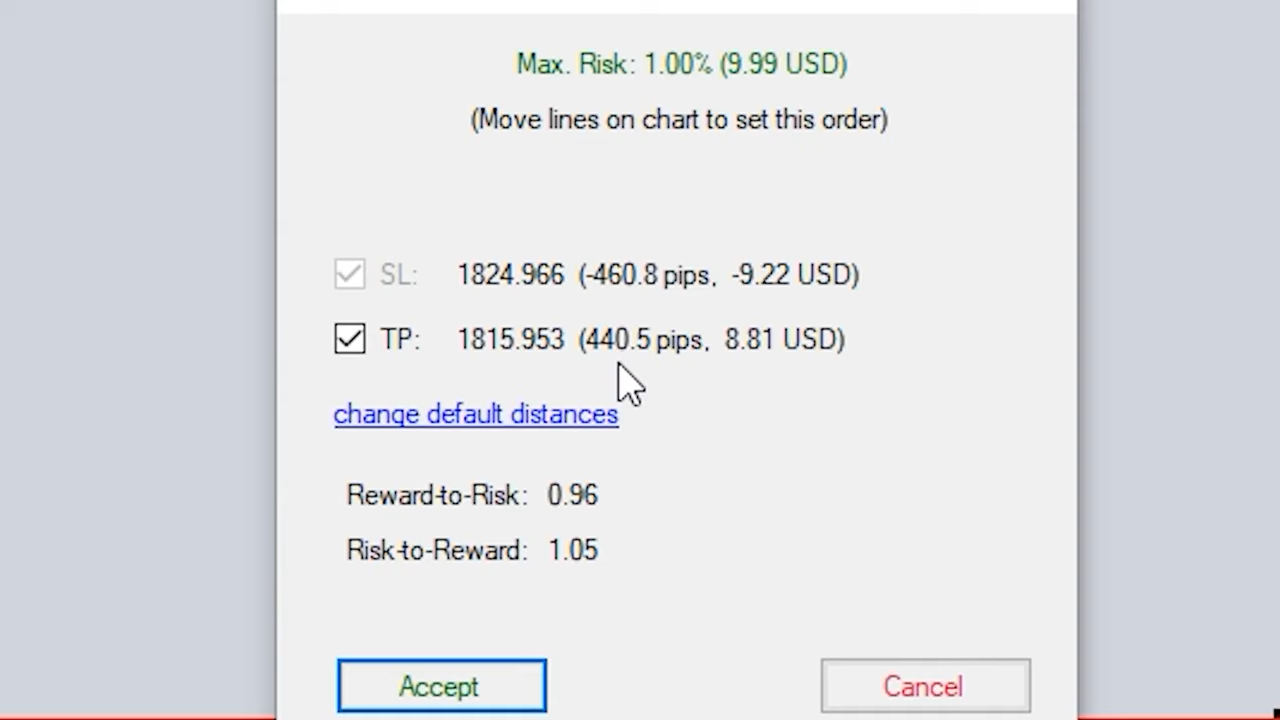 Max. Risk: 1.00% (9.99 USD)
(Move lines on chart to set this order)
SL: 1824.966 (-460.8 pips, -9.22 USD)
TP: 1815.953 (440.5 pips, 8.81 USD)
change default distances
Reward-to-Risk: 0.96
Risk-to-Reward: 1.05
Accept Cancel